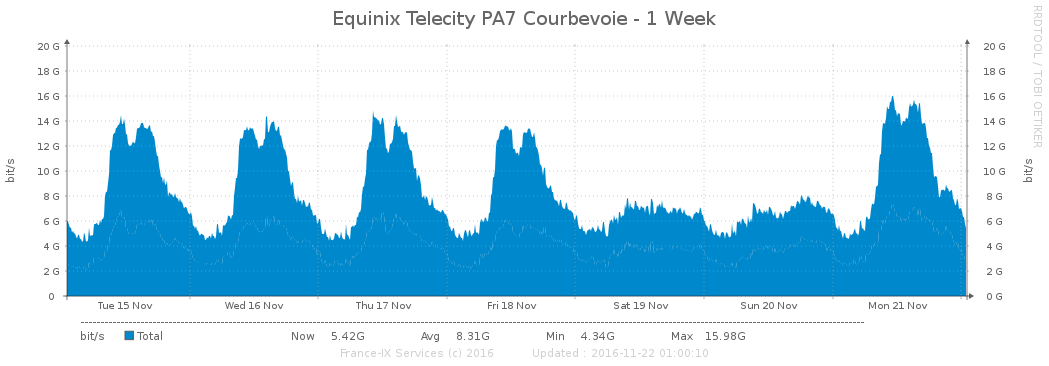 Equinix Telecity PA7 Courbevoie - 1 Week
RRDTOOL / TOBI OETIKER
20 G 20 G
18 G 18 G
16 G 16 G
14 G 14 G
12 G 12 G
10 G 10 G
8 G 8 G
6 G 6 G
4 G 4 G
2 G 2 G
0 0 G
bit/s bit/s
Tue 15 Nov Wed 16 Nov Thu 17 Nov Fri 18 Nov Sat 19 Nov Sun 20 Nov Mon 21 Nov
bit/s Total Now 5.42G Avg 8.31G Min 4.34G Max 15.98G
France-IX Services (c) 2016 Updated : 2016-11-22 01:00:10